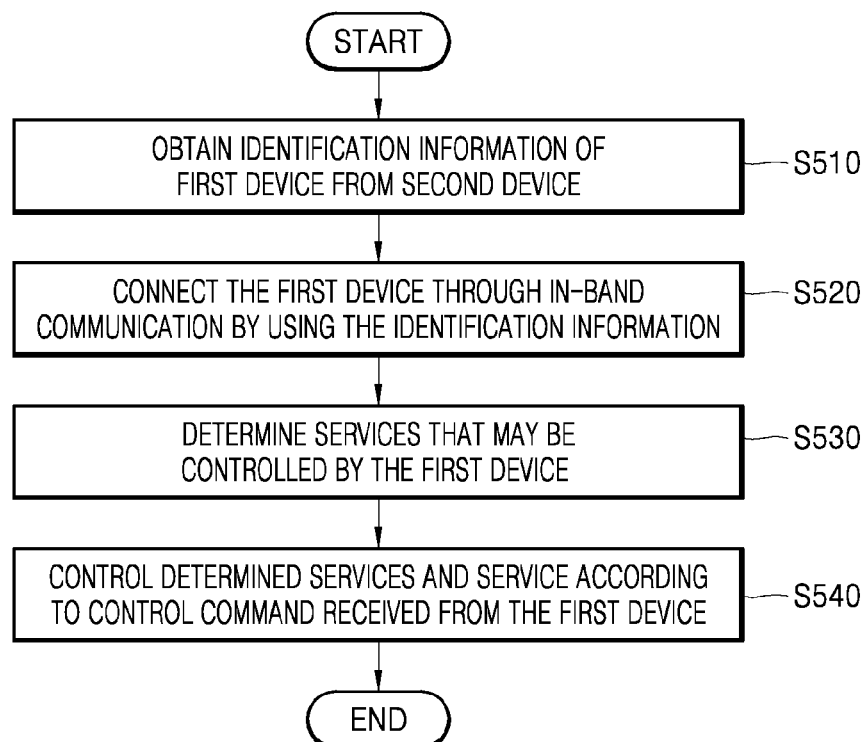 START
OBTAIN IDENTIFICATION INFORMATION OF
FIRST DEVICE FROM SECOND DEVICE
S510
CONNECT THE FIRST DEVICE THROUGH IN-BAND
COMMUNICATION BY USING THE IDENTIFICATION INFORMATION
S520
DETERMINE SERVICES THAT MAY BE
CONTROLLED BY THE FIRST DEVICE
S530
CONTROL DETERMINED SERVICES AND SERVICE ACCORDING
TO CONTROL COMMAND RECEIVED FROM THE FIRST DEVICE
S540
END